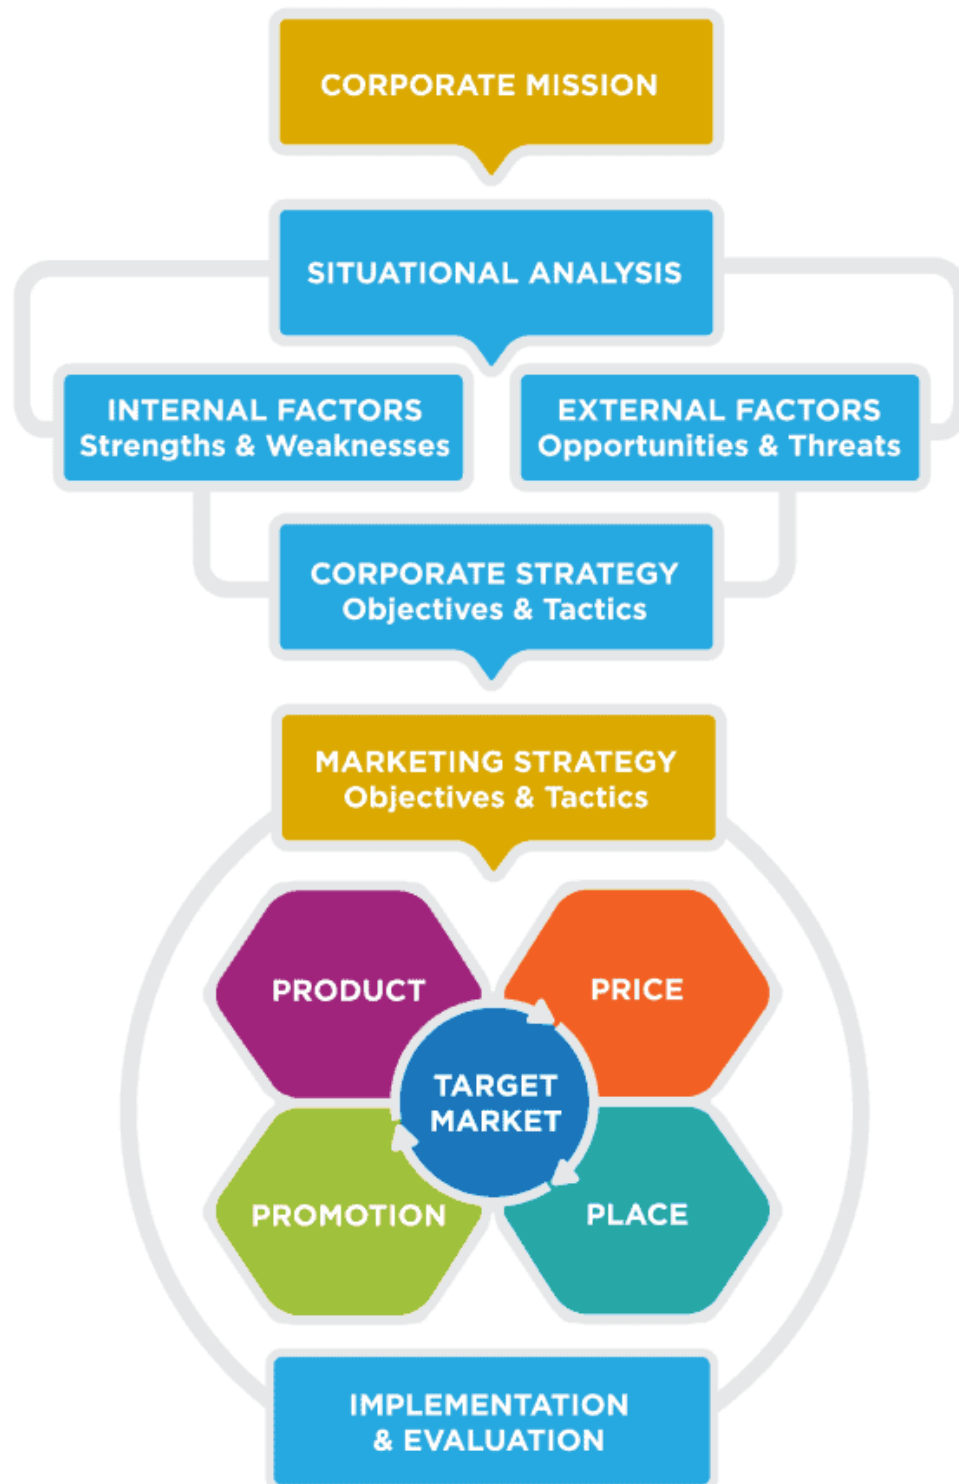 CORPORATE MISSION
SITUATIONAL ANALYSIS
INTERNAL FACTORS
Strengths & Weaknesses
EXTERNAL FACTORS
Opportunities & Threats
CORPORATE STRATEGY
Objectives & Tactics
MARKETING STRATEGY
Objectives & Tactics
PRODUCT
PRICE
TARGET
MARKET
PROMOTION
PLACE
IMPLEMENTATION
& EVALUATION